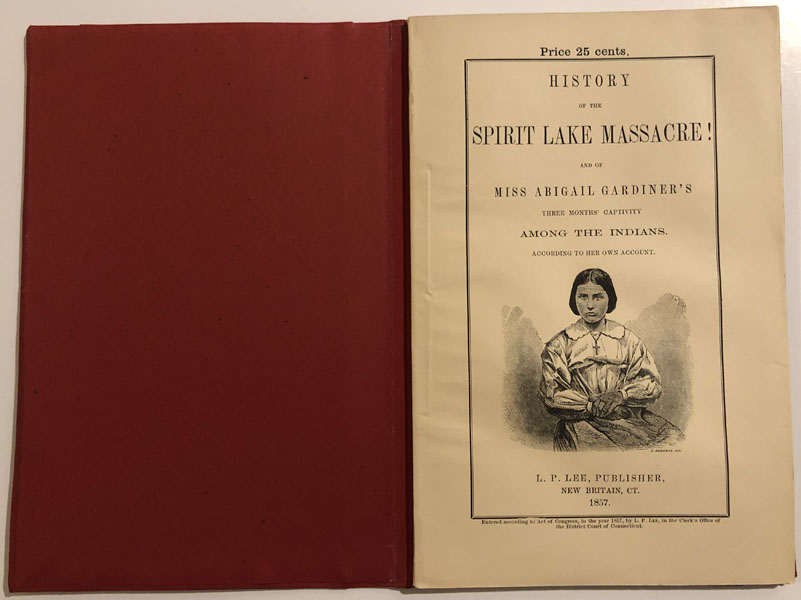 Price 25 cents.
HISTORY
OF THE
SPIRIT LAKE MASSACRE!
AND OF
MISS ABIGAIL GARDINER'S
THREE MONTHS' CAPTIVITY
AMONG THE INDIANS.
ACCORDING TO HER OWN ACCOUNT.
L. P. LEE, PUBLISHER,
NEW BRITAIN, CT.
1857.
Entered according to Act of Congress, in the year 1857, by L. P. LEE, in the Clerk's Office of
the District Court of Connecticut.